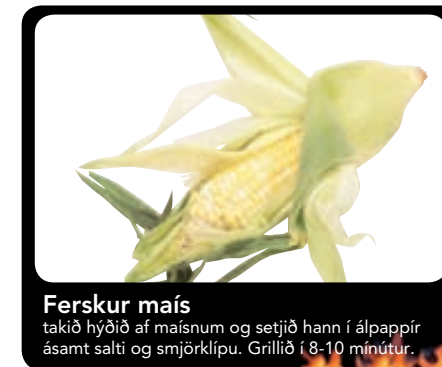 Ferskur maís
takið hýðið af maísnum og setjið hann í álpappír
ásamt salti og smjörklípu. Grillið í 8-10 mínútur.